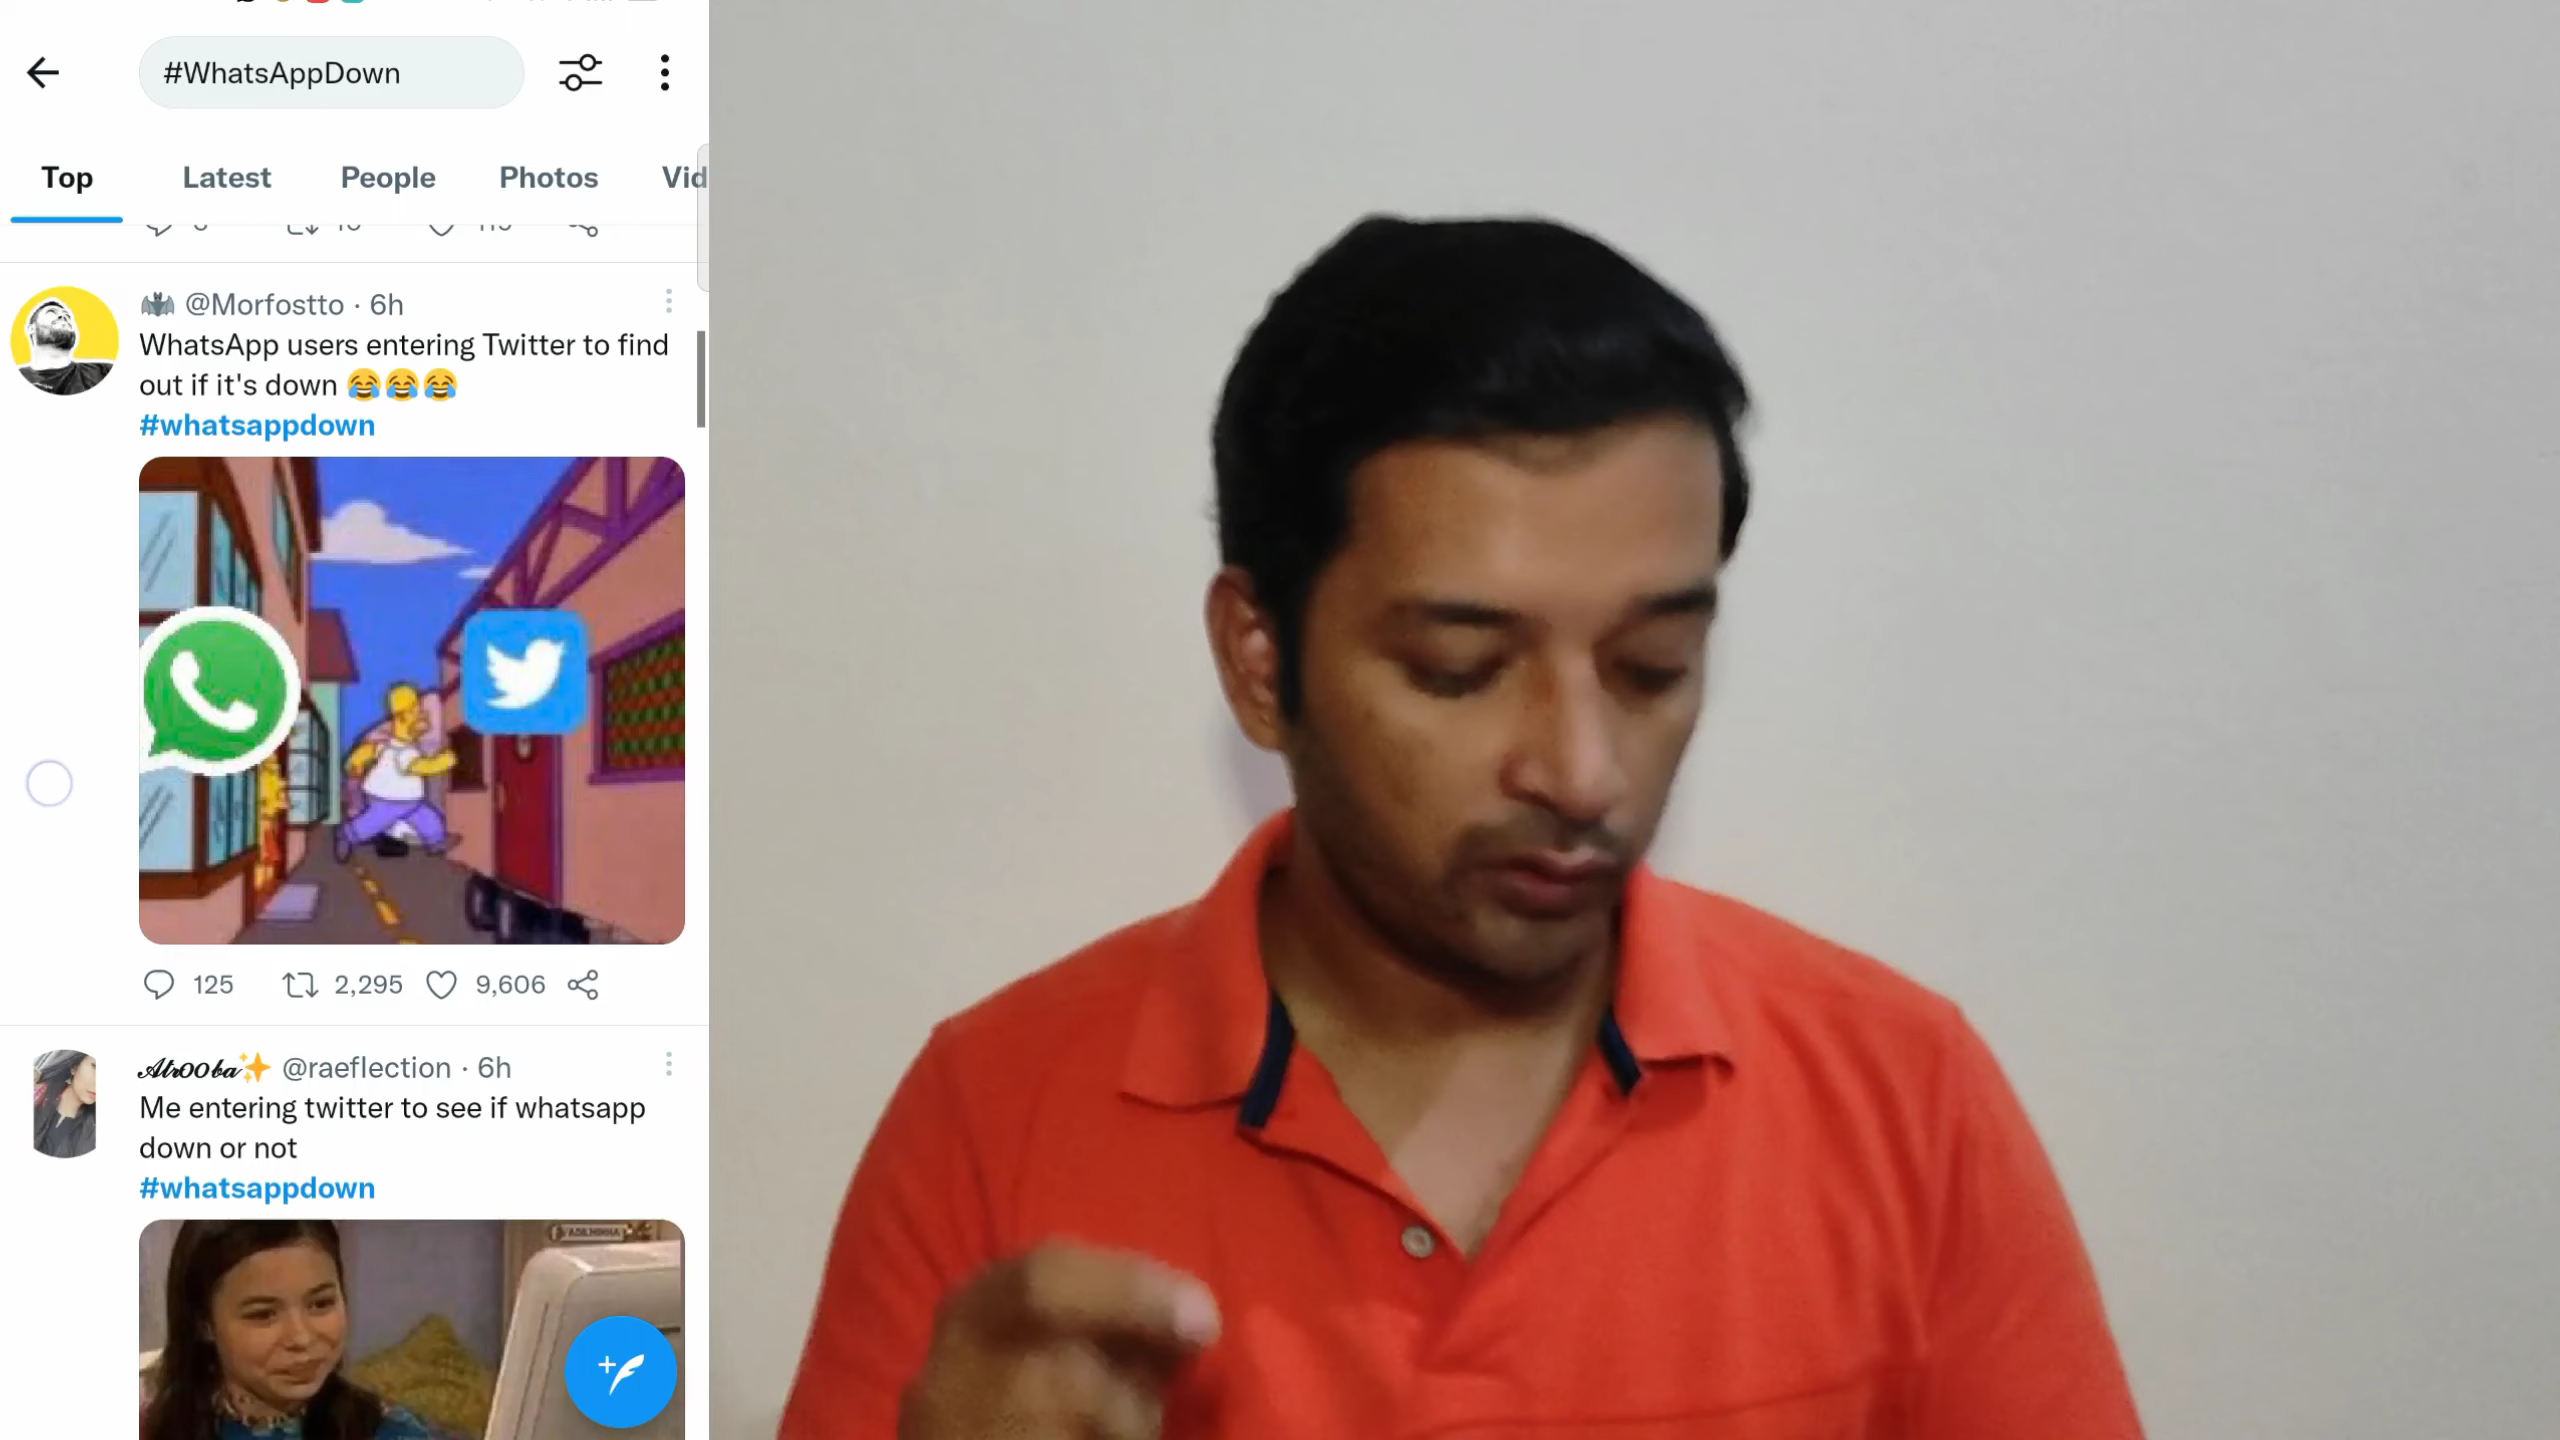 #WhatsAppDown
Top Latest People Photos Vid
@Morfostto · 6h
WhatsApp users entering Twitter to find
out if it's down 😂😂😂
#whatsappdown
125 2,295 9,606
𝓐𝓽𝓻𝓸𝓸𝓫𝓪✨ @raeflection · 6h
Me entering twitter to see if whatsapp
down or not
#whatsappdown